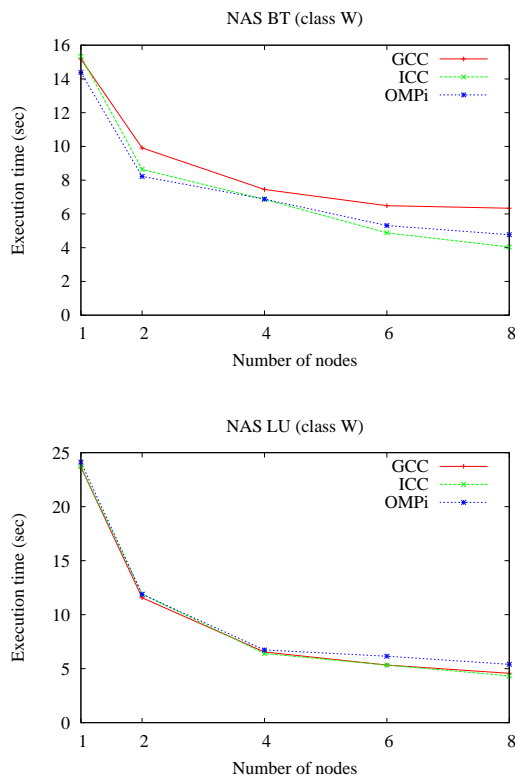 NAS BT (class W)
16
14
12
10
8
6
4
2
0
Execution time (sec)
GCC
ICC
OMPi
1 2 4 6 8
Number of nodes
NAS LU (class W)
25
20
15
10
5
0
Execution time (sec)
GCC
ICC
OMPi
1 2 4 6 8
Number of nodes